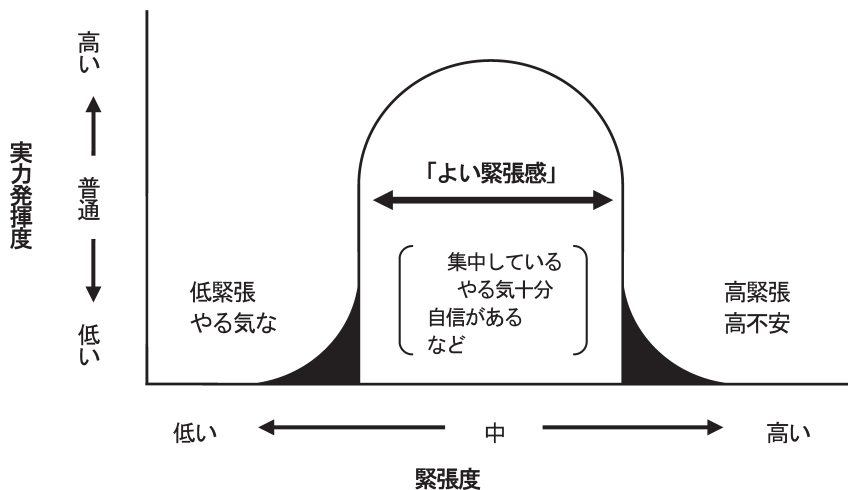 高い
普通
低い
実力発揮度
「よい緊張感」
集中している
やる気十分
自信がある
など
低緊張
やる気な
高緊張
高不安
低い
中
高い
緊張度